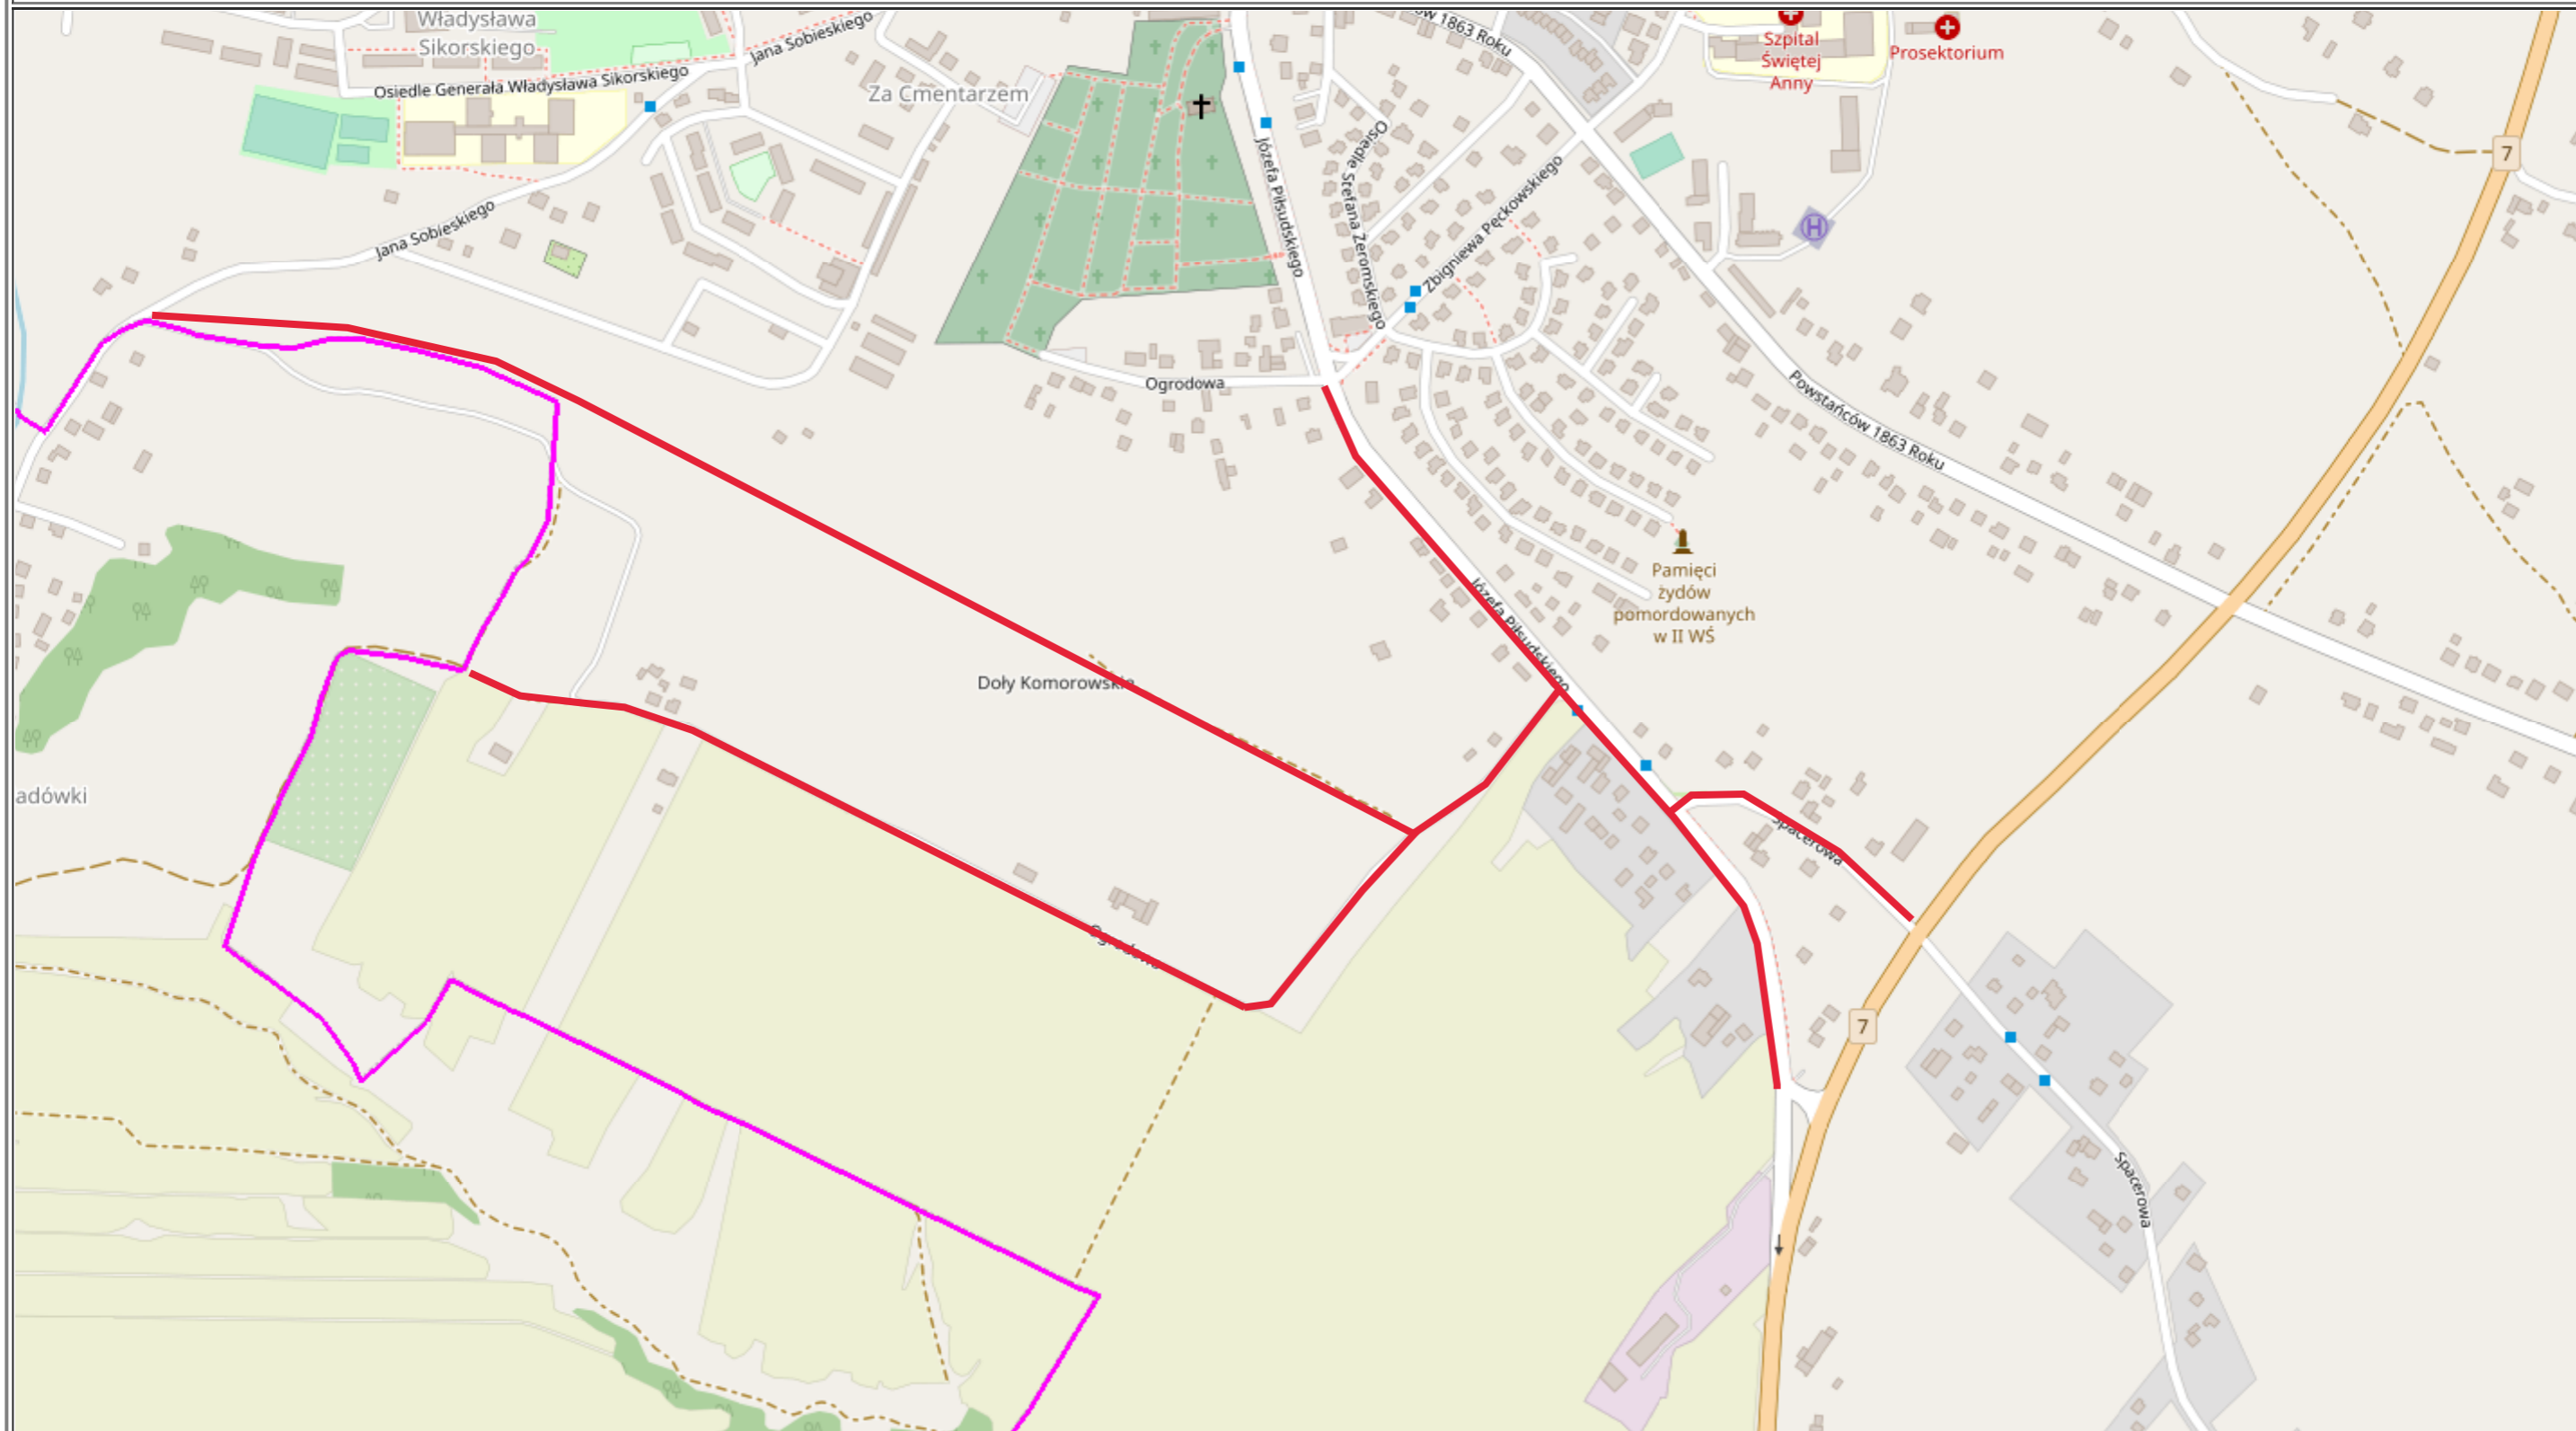 Władysława
Sikorskiego
Jana Sobieskiego
Osiedle Generała Władysława Sikorskiego
Za Cmentarzem
1863 Roku
Szpital
Świętej
Anny
Prosektorium
7
Józefa Piłsudskiego
Osiedle Stefana Żeromskiego
Zbigniewa Pęckowskiego
H
Jana Sobieskiego
Ogrodowa
Powstańców 1863 Roku
Pamięci
żydów
pomordowanych
w II WŚ
Józefa Piłsudskiego
Doły Komorowskie
adówki
Spacerowa
Ogrodowa
7
Spacerowa